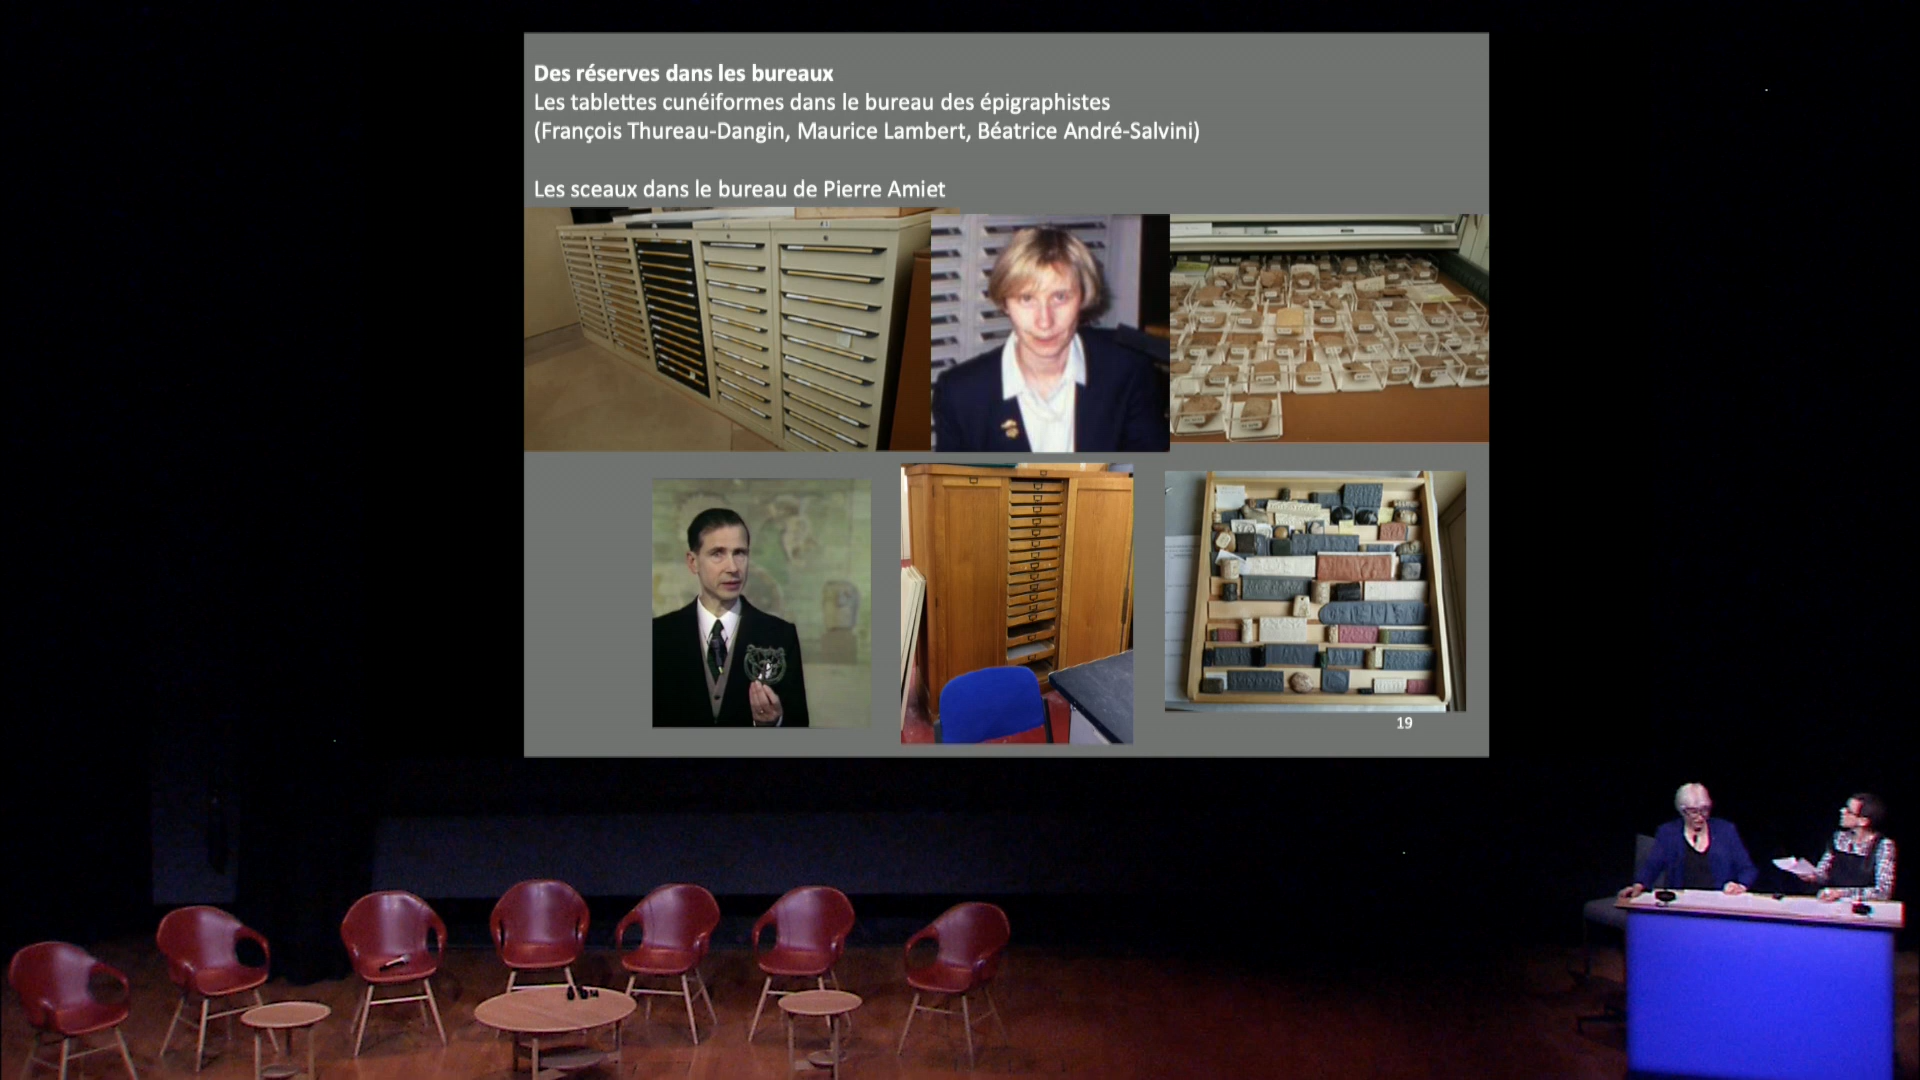 Des réserves dans les bureaux
Les tablettes cunéiformes dans le bureau des épigraphistes
(François Thureau-Dangin, Maurice Lambert, Béatrice André-Salvini)
Les sceaux dans le bureau de Pierre Amiet
19